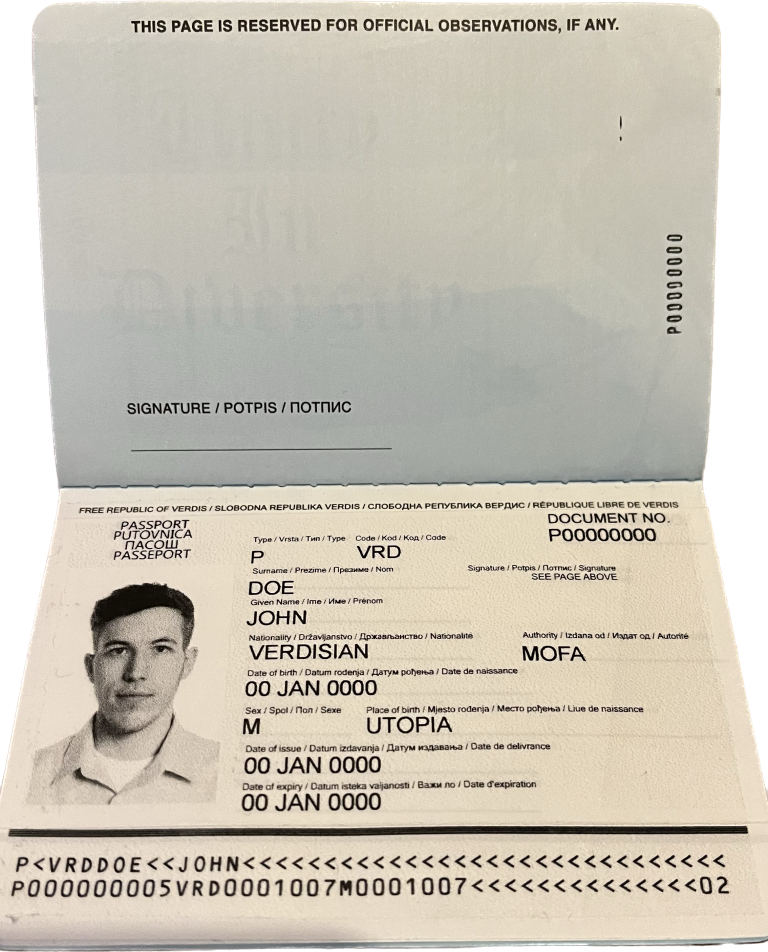 THIS PAGE IS RESERVED FOR OFFICIAL OBSERVATIONS, IF ANY.
P00000000
SIGNATURE / POTPIS / ПОТПИС
FREE REPUBLIC OF VERDIS / SLOBODNA REPUBLIKA VERDIS / СЛОБОДНА РЕПУБЛИКА ВЕРДИС / RÉPUBLIQUE LIBRE DE VERDIS
PASSPORT
PUTOVNICA
ПАСОШ
PASSEPORT
DOCUMENT NO.
P00000000
Type / Vrsta / Тип / Type Code / Kod / Код / Code
P VRD
Surname / Prezime / Презиме / Nom
DOE
Signature / Potpis / Потпис / Signature
SEE PAGE ABOVE
Given Name / Ime / Име / Prénom
JOHN
Nationality / Državljanstvo / Држављанство / Nationalité
VERDISIAN
Authority / Izdana od / Издат од / Autorité
MOFA
Date of birth / Datum rođenja / Датум рођења / Date de naissance
00 JAN 0000
Sex / Spol / Пол / Sexe Place of birth / Mjesto rođenja / Место рођења / Liue de naissance
M UTOPIA
Date of issue / Datum izdavanja / Датум издавања / Date de delivrance
00 JAN 0000
Date of expiry / Datum isteka valjanosti / Важи по / Date d'expiration
00 JAN 0000
P<VRDDOE<<JOHN<<<<<<<<<<<<<<<<<<<<<<<<<<<<<<
P000000005VRD0001007M0001007<<<<<<<<<<<<<<02